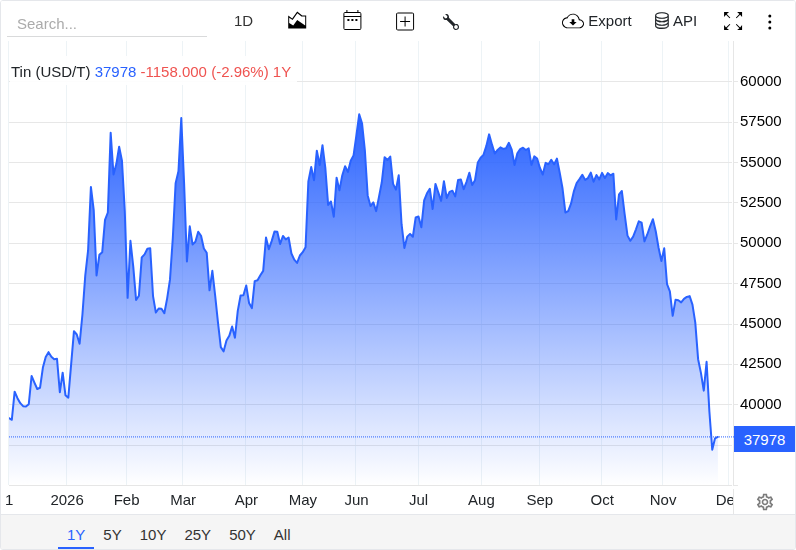 Search... 1D Export API
Tin (USD/T) 37978 -1158.000 (-2.96%) 1Y
60000
57500
55000
52500
50000
47500
45000
42500
40000
37978
1 2026 Feb Mar Apr May Jun Jul Aug Sep Oct Nov De
1Y 5Y 10Y 25Y 50Y All